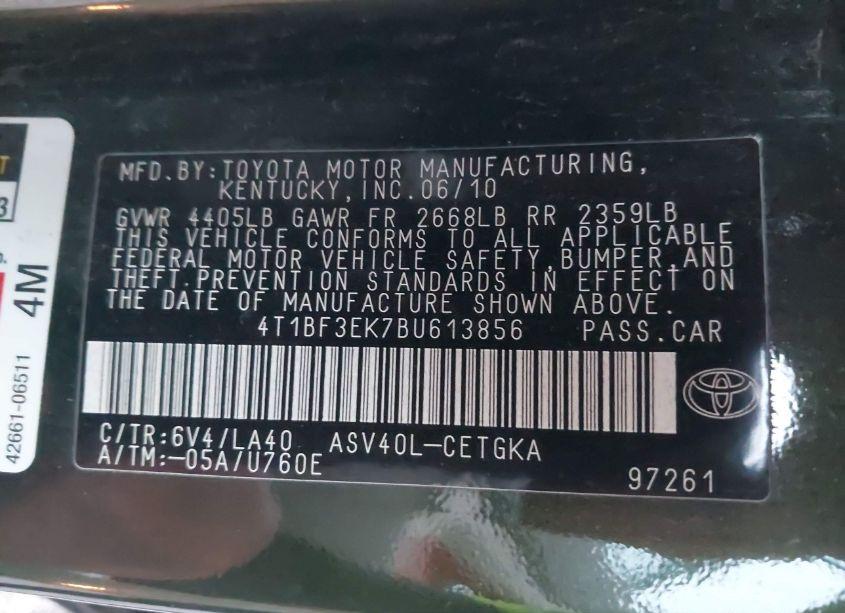 MFD. BY: TOYOTA MOTOR MANUFACTURING,
KENTUCKY, INC. 06/10
GVWR 4405LB GAWR FR 2668LB RR 2359LB
THIS VEHICLE CONFORMS TO ALL APPLICABLE
FEDERAL MOTOR VEHICLE SAFETY, BUMPER, AND
THEFT PREVENTION STANDARDS IN EFFECT ON
THE DATE OF MANUFACTURE SHOWN ABOVE.
4T1BF3EK7BU613856 PASS. CAR
C/TR: 6V4/LA40 ASV40L-CETGKA
A/TM: -05A/U760E
97261
4M
42661-06511